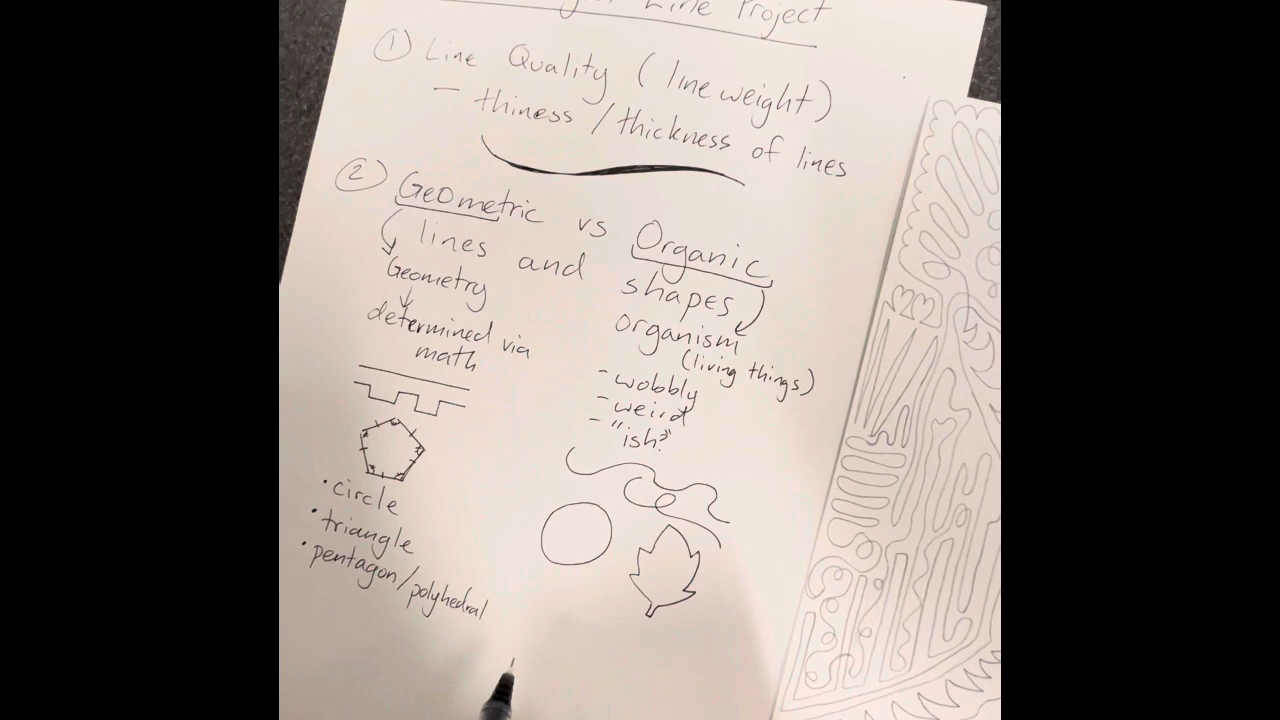 Line Project
① Line Quality (line weight)
- thiness / thickness of lines
② Geometric vs Organic
lines and shapes
Geometry
determined via
math
• circle
• triangle
• pentagon/polyhedral
organism
(living things)
- wobbly
- weird
- "ish"